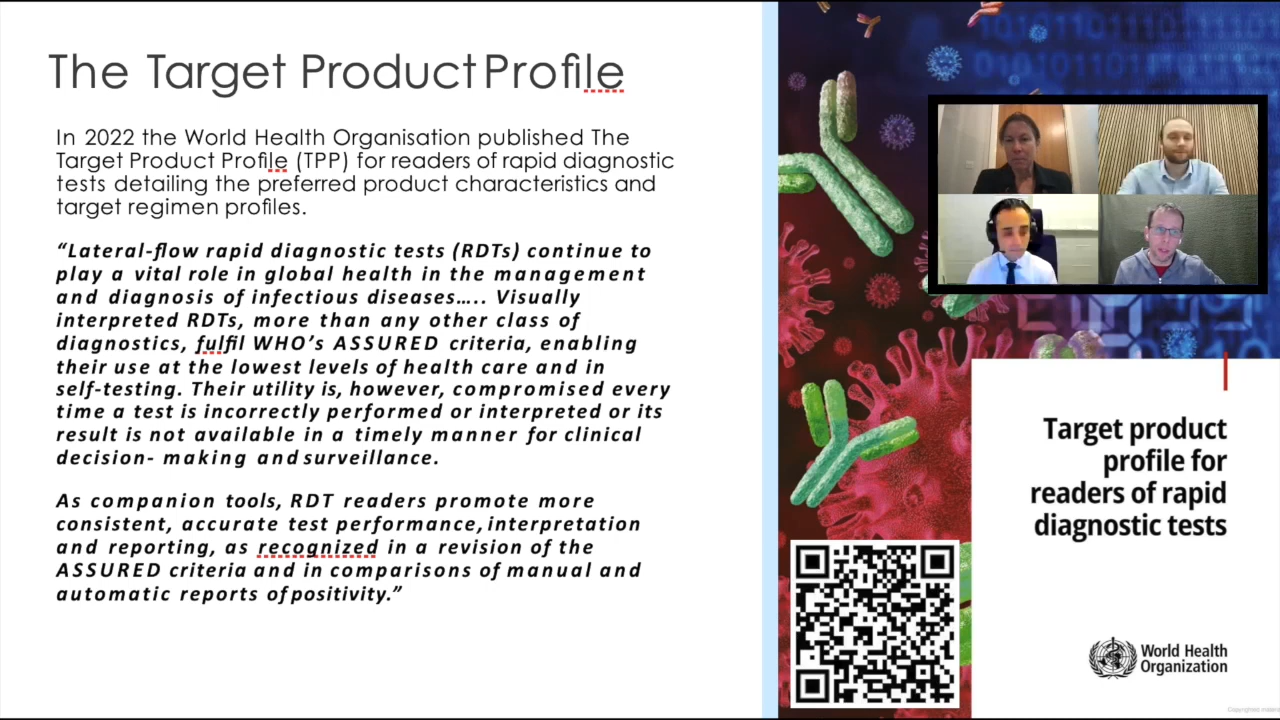 The Target Product Profile
In 2022 the World Health Organisation published The
Target Product Profile (TPP) for readers of rapid diagnostic
tests detailing the preferred product characteristics and
target regimen profiles.
“Lateral-flow rapid diagnostic tests (RDTs) continue to
play a vital role in global health in the management
and diagnosis of infectious diseases….. Visually
interpreted RDTs, more than any other class of
diagnostics, fulfil WHO’s ASSURED criteria, enabling
their use at the lowest levels of health care and in
self-testing. Their utility is, however, compromised every
time a test is incorrectly performed or interpreted or its
result is not available in a timely manner for clinical
decision- making and surveillance.
As companion tools, RDT readers promote more
consistent, accurate test performance, interpretation
and reporting, as recognized in a revision of the
ASSURED criteria and in comparisons of manual and
automatic reports of positivity.”
Target product
profile for
readers of rapid
diagnostic tests
World Health
Organization